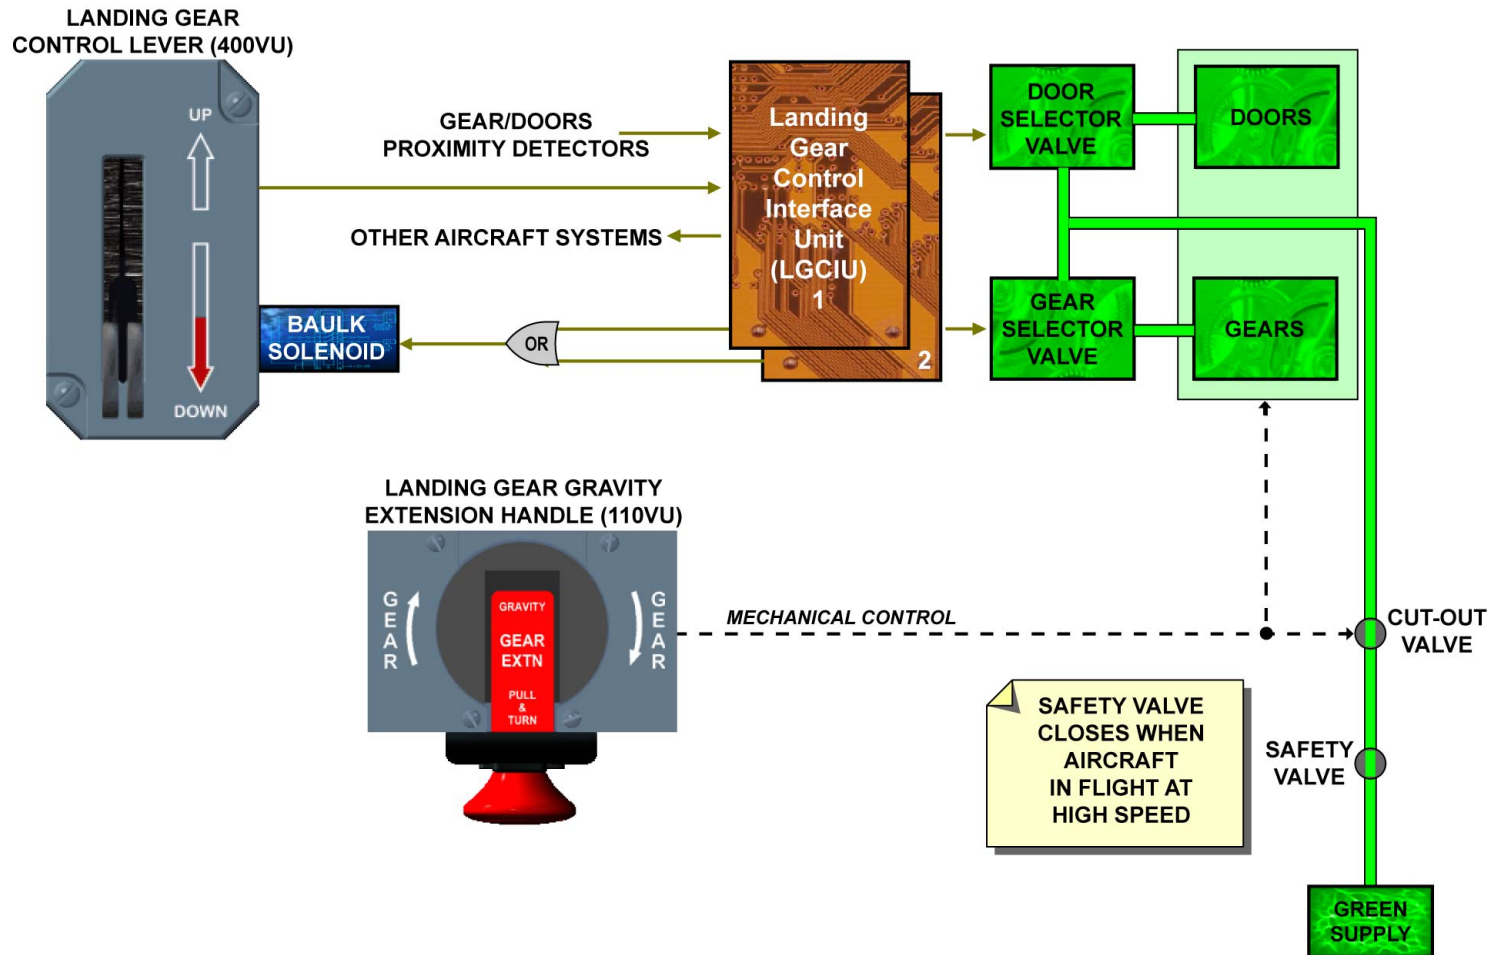 LANDING GEAR
CONTROL LEVER (400VU)
UP
DOWN
GEAR/DOORS
PROXIMITY DETECTORS
OTHER AIRCRAFT SYSTEMS
BAULK
SOLENOID
OR
Landing
Gear
Control
Interface
Unit
(LGCIU)
1
2
DOOR
SELECTOR
VALVE
DOORS
GEAR
SELECTOR
VALVE
GEARS
LANDING GEAR GRAVITY
EXTENSION HANDLE (110VU)
GEAR
GRAVITY
GEAR
EXTN
PULL
&
TURN
GEAR
MECHANICAL CONTROL
CUT-OUT
VALVE
SAFETY VALVE
CLOSES WHEN
AIRCRAFT
IN FLIGHT AT
HIGH SPEED
SAFETY
VALVE
GREEN
SUPPLY